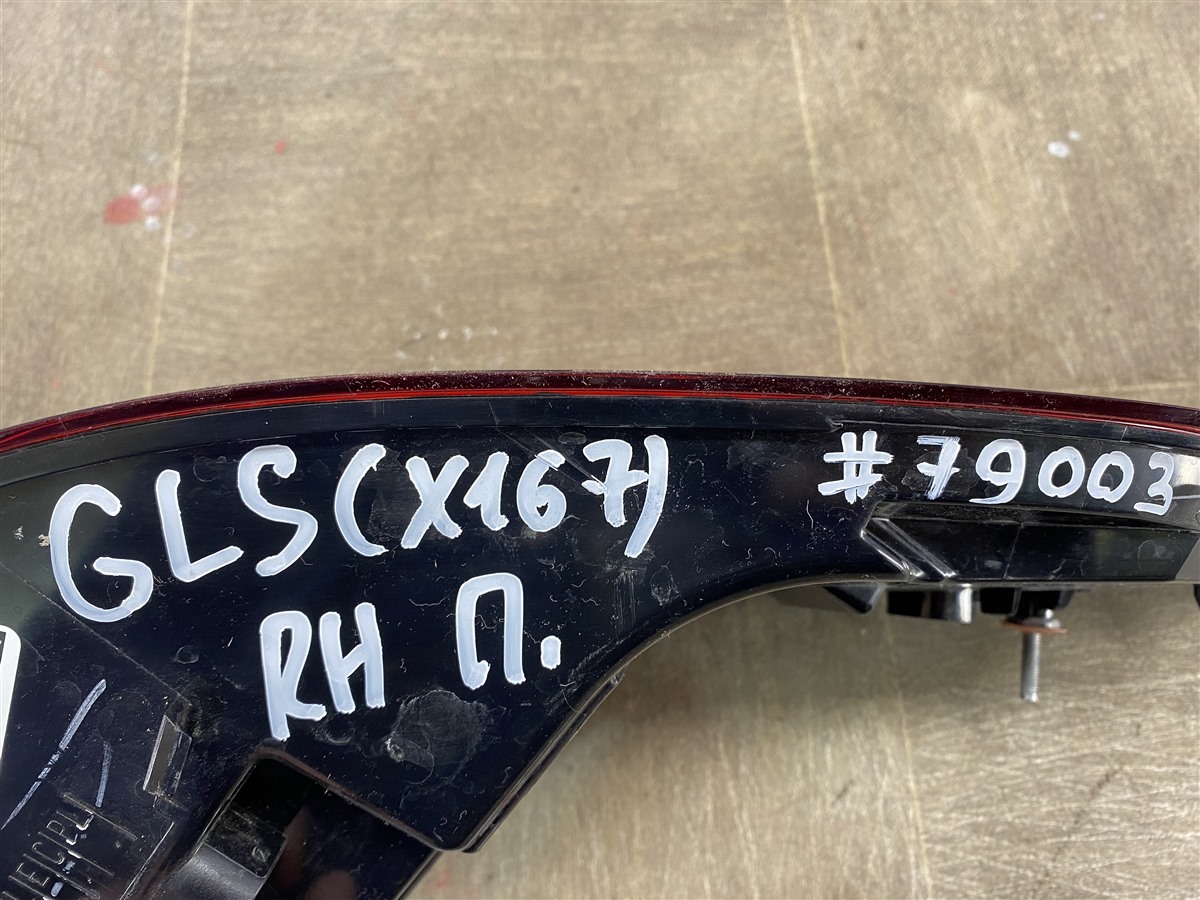 GLS(X167) #79003
RH П.